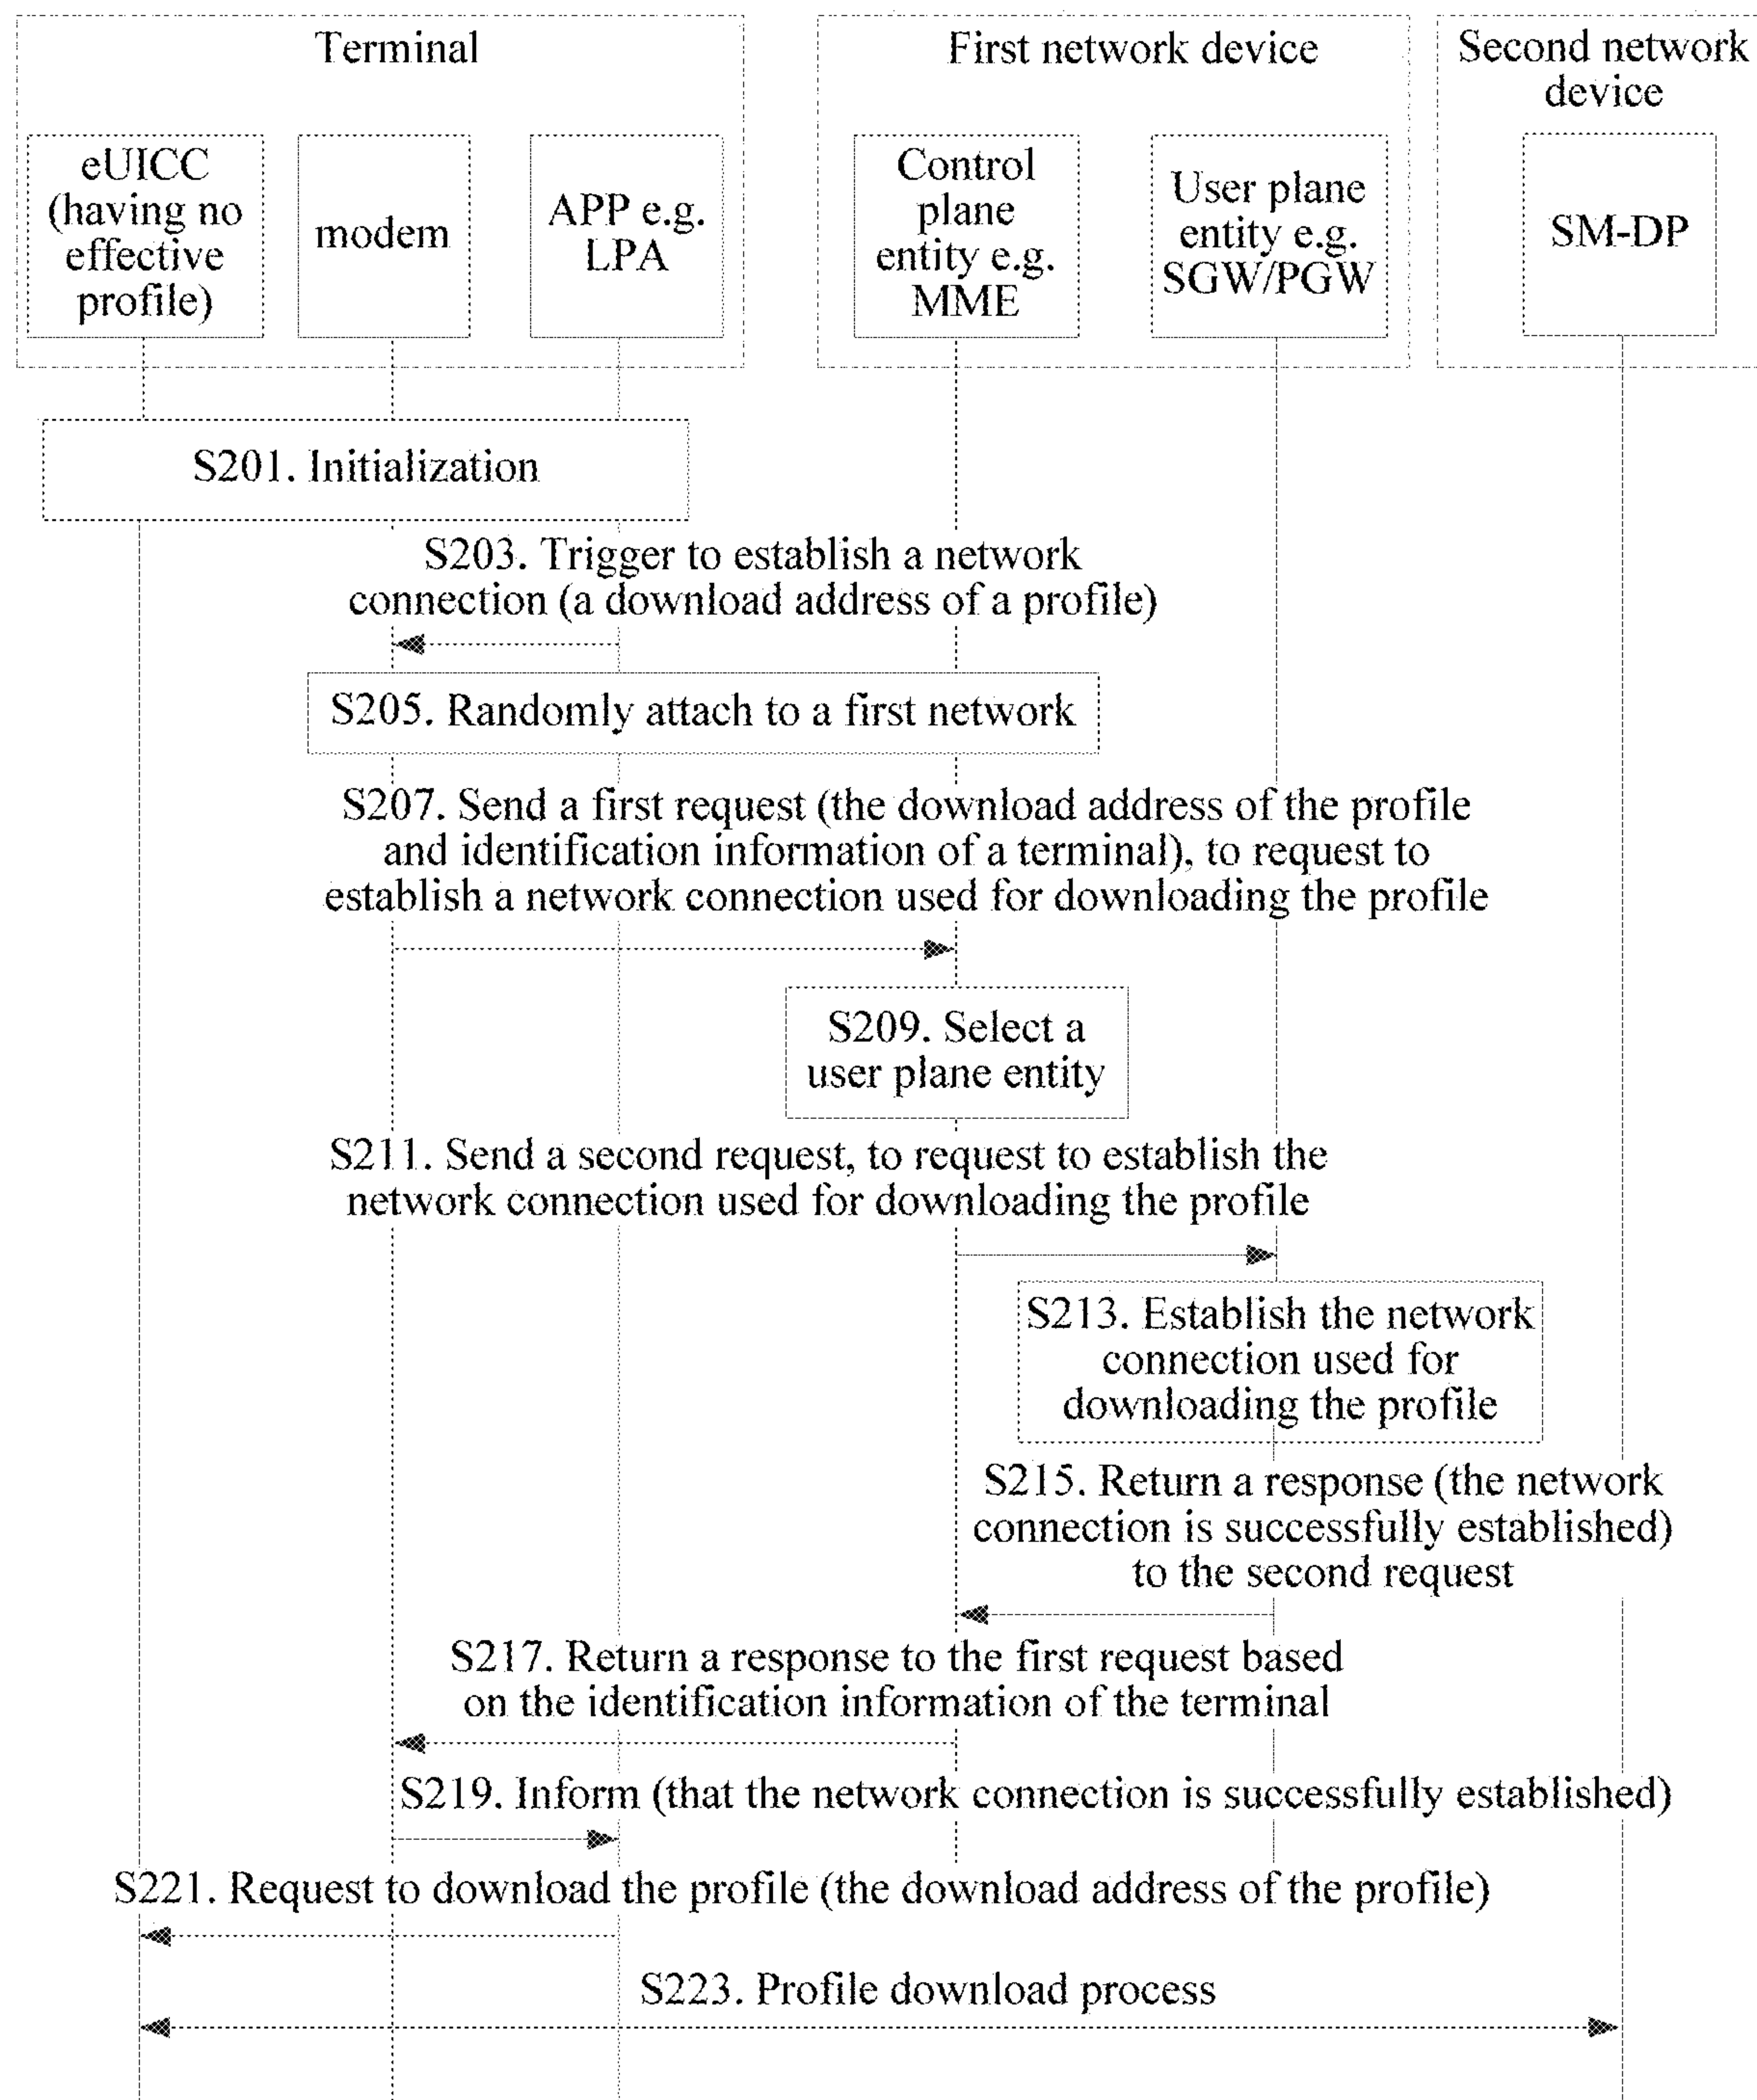 Terminal
First network device
Second network
device
eUICC
(having no
effective
profile)
modem
APP e.g.
LPA
Control
plane
entity e.g.
MME
User plane
entity e.g.
SGW/PGW
SM-DP
S201. Initialization
S203. Trigger to establish a network
connection (a download address of a profile)
S205. Randomly attach to a first network
S207. Send a first request (the download address of the profile
and identification information of a terminal), to request to
establish a network connection used for downloading the profile
S209. Select a
user plane entity
S211. Send a second request, to request to establish the
network connection used for downloading the profile
S213. Establish the network
connection used for
downloading the profile
S215. Return a response (the network
connection is successfully established)
to the second request
S217. Return a response to the first request based
on the identification information of the terminal
S219. Inform (that the network connection is successfully established)
S221. Request to download the profile (the download address of the profile)
S223. Profile download process